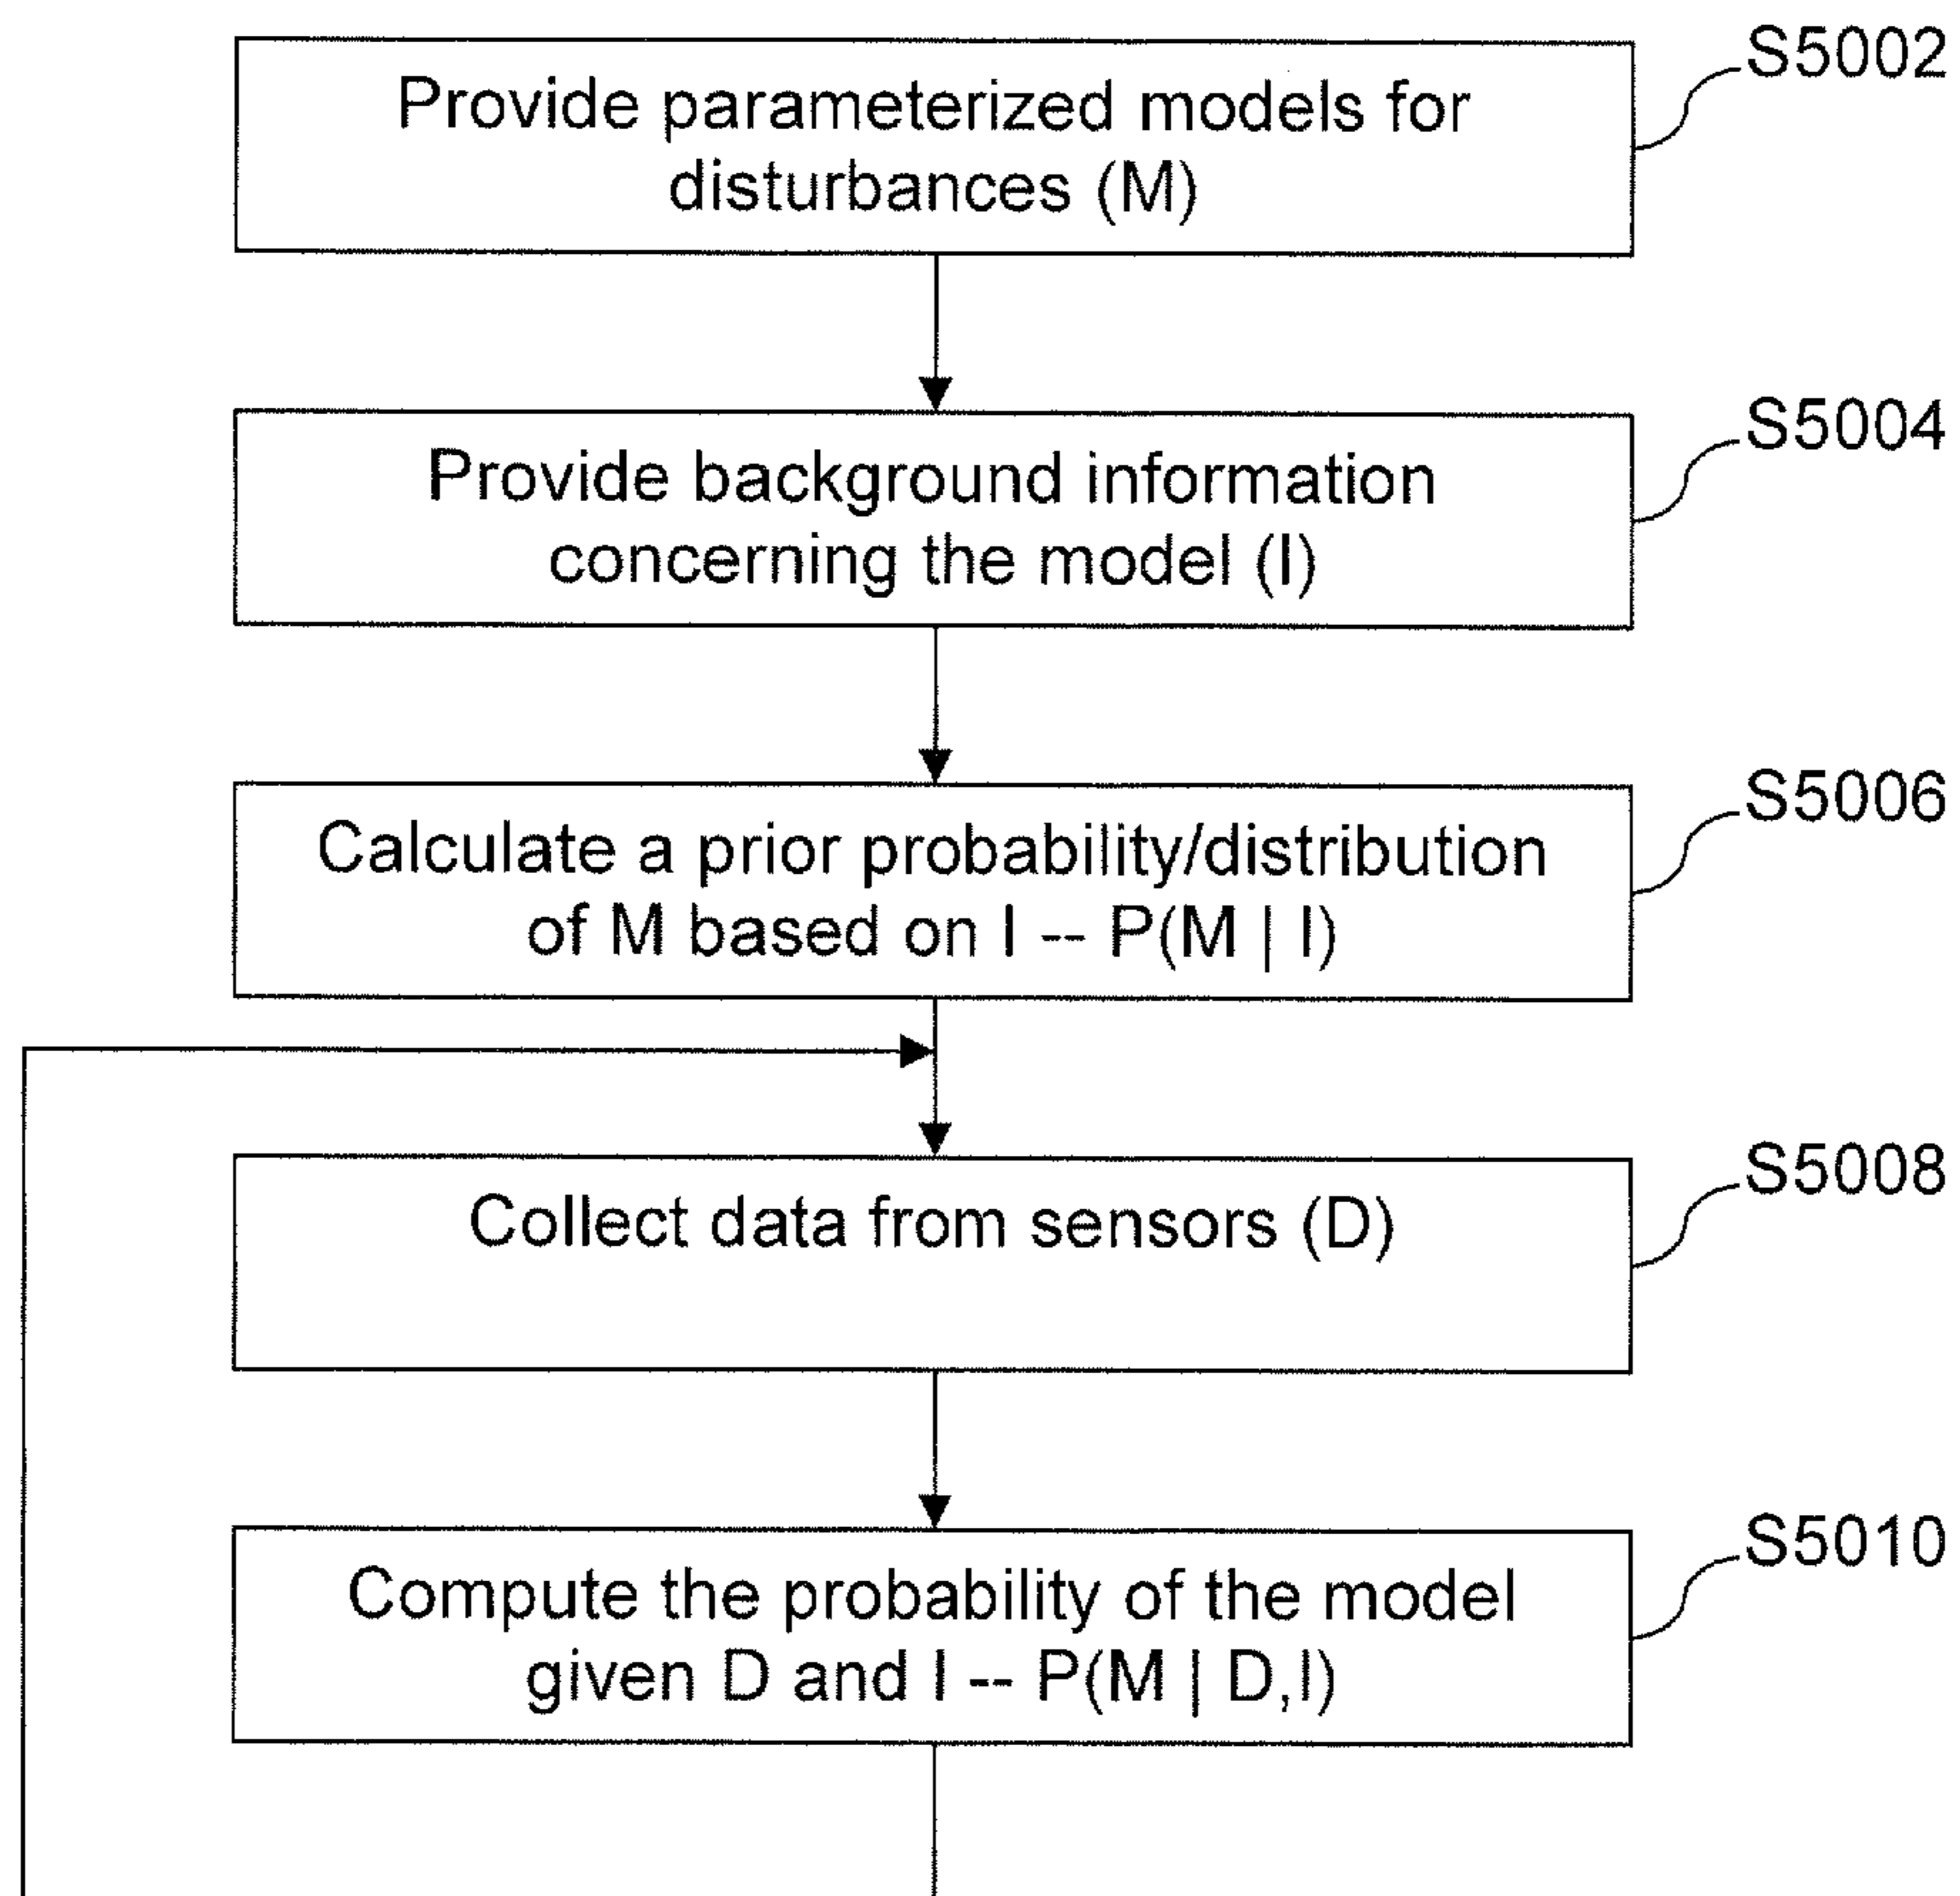 S5002
Provide parameterized models for
disturbances (M)
S5004
Provide background information
concerning the model (I)
S5006
Calculate a prior probability/distribution
of M based on I -- P(M | I)
S5008
Collect data from sensors (D)
S5010
Compute the probability of the model
given D and I -- P(M | D,I)